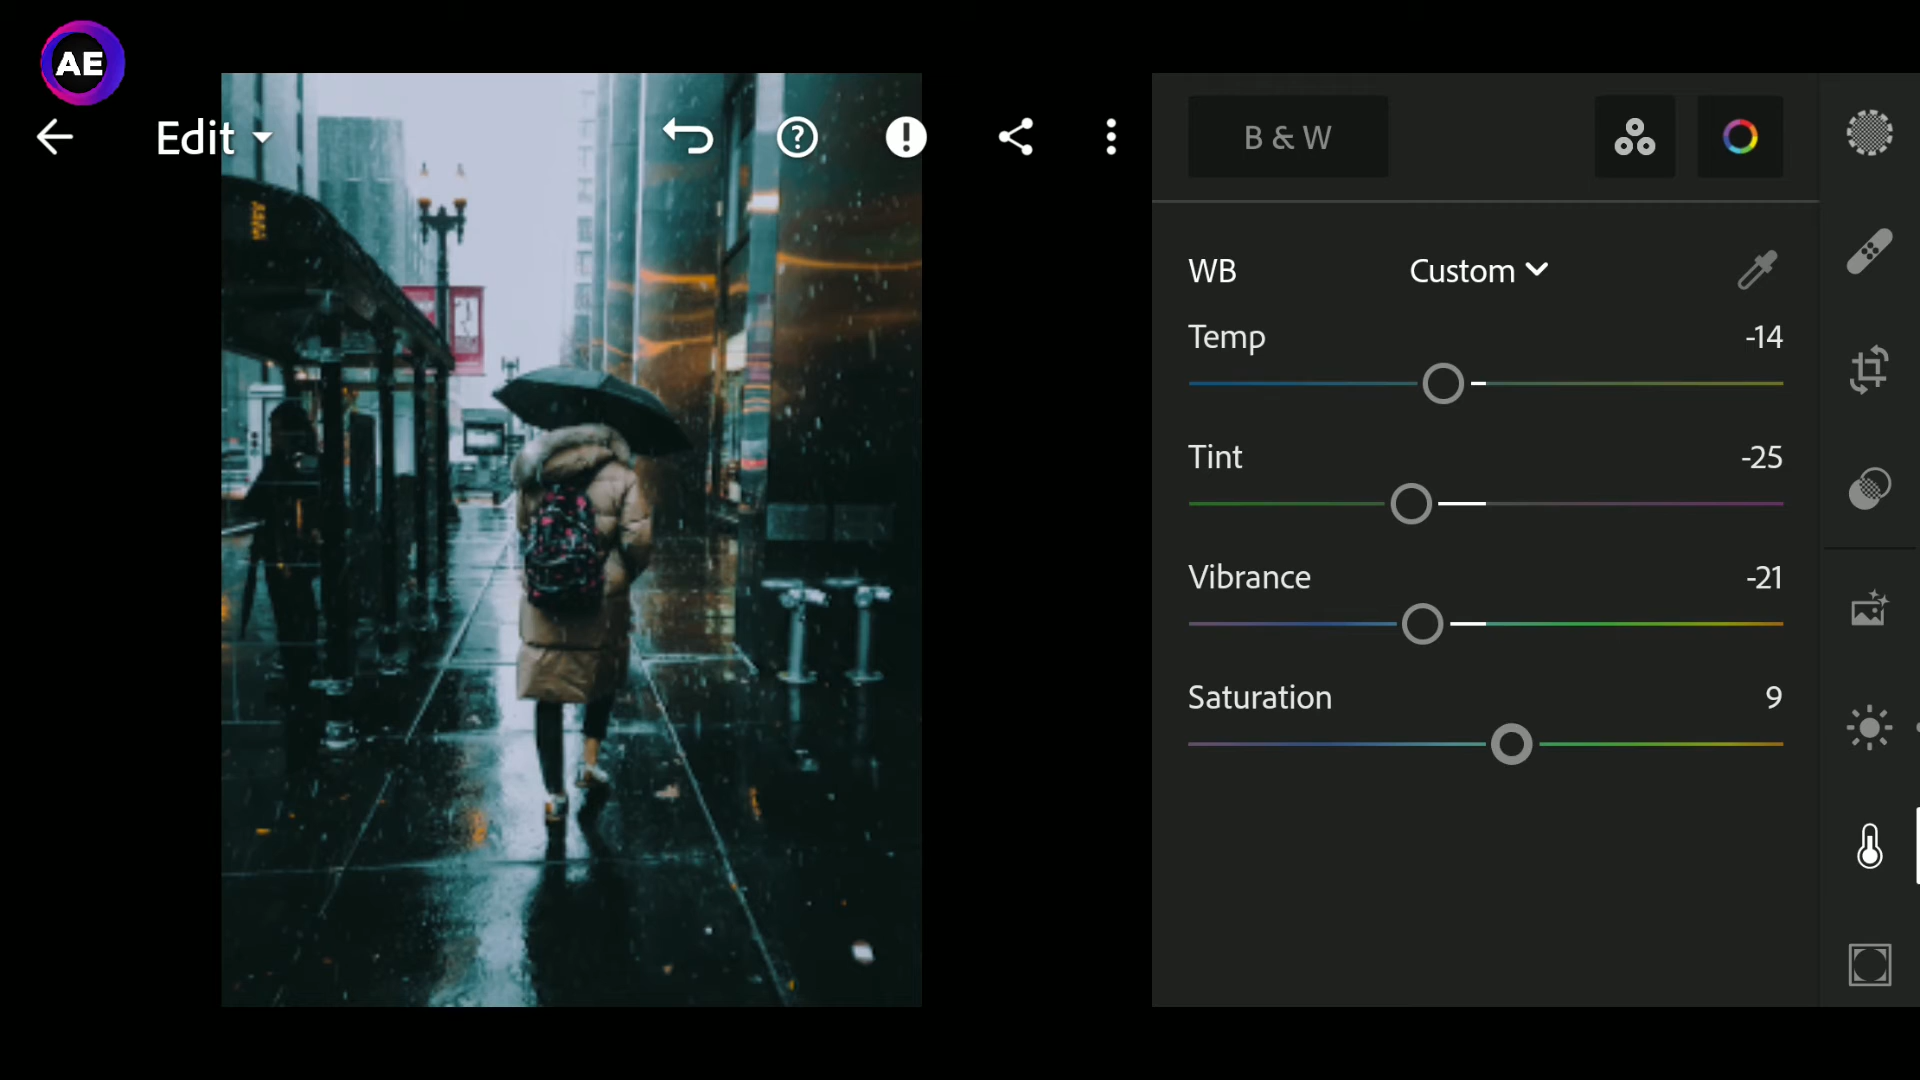 AE
Edit
B & W
WB Custom
Temp -14
Tint -25
Vibrance -21
Saturation 9